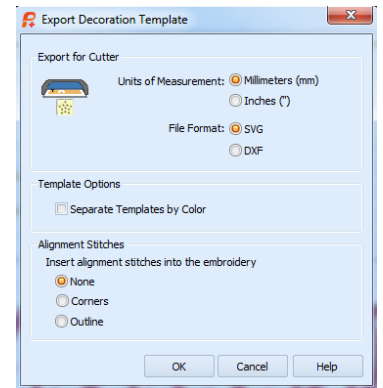 Export Decoration Template
Export for Cutter
Units of Measurement: Millimeters (mm)
Inches (")
File Format: SVG
DXF
Template Options
Separate Templates by Color
Alignment Stitches
Insert alignment stitches into the embroidery
None
Corners
Outline
OK Cancel Help